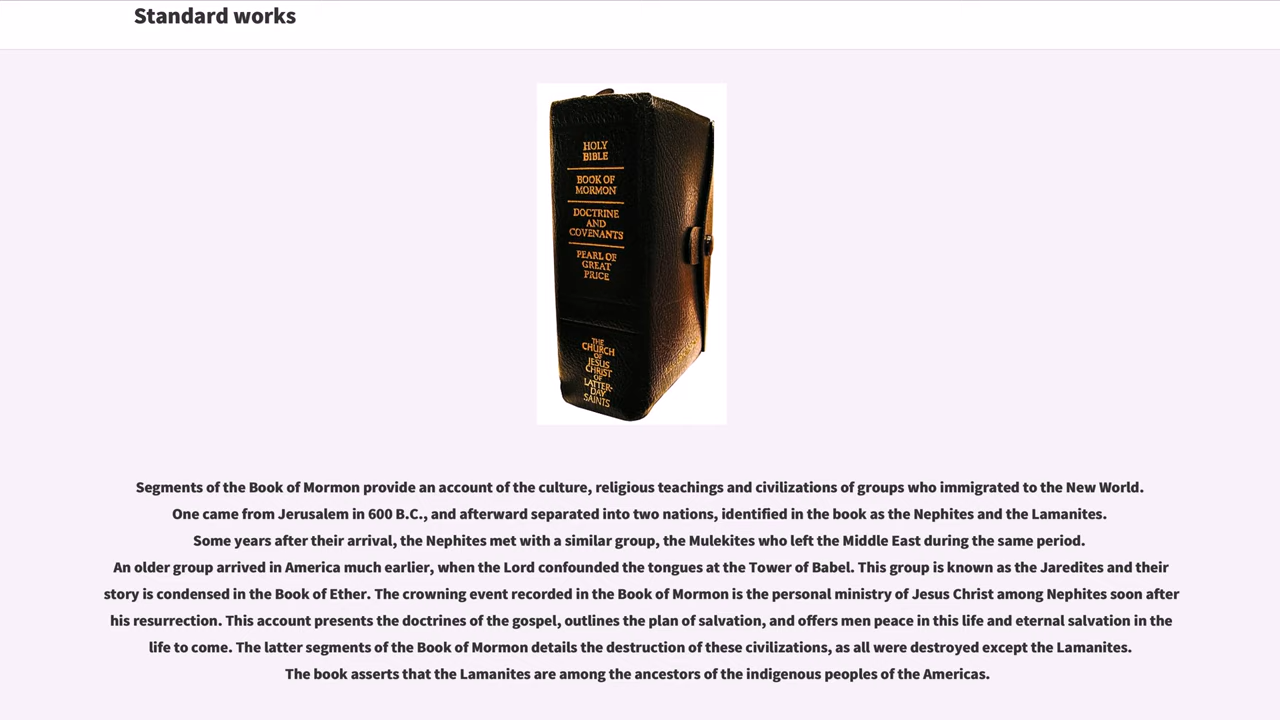 Standard works
HOLY
BIBLE
BOOK OF
MORMON
DOCTRINE
AND
COVENANTS
PEARL OF
GREAT
PRICE
THE
CHURCH
OF
JESUS
CHRIST
OF
LATTER-
DAY
SAINTS
Segments of the Book of Mormon provide an account of the culture, religious teachings and civilizations of groups who immigrated to the New World.
One came from Jerusalem in 600 B.C., and afterward separated into two nations, identified in the book as the Nephites and the Lamanites.
Some years after their arrival, the Nephites met with a similar group, the Mulekites who left the Middle East during the same period.
An older group arrived in America much earlier, when the Lord confounded the tongues at the Tower of Babel. This group is known as the Jaredites and their
story is condensed in the Book of Ether. The crowning event recorded in the Book of Mormon is the personal ministry of Jesus Christ among Nephites soon after
his resurrection. This account presents the doctrines of the gospel, outlines the plan of salvation, and offers men peace in this life and eternal salvation in the
life to come. The latter segments of the Book of Mormon details the destruction of these civilizations, as all were destroyed except the Lamanites.
The book asserts that the Lamanites are among the ancestors of the indigenous peoples of the Americas.